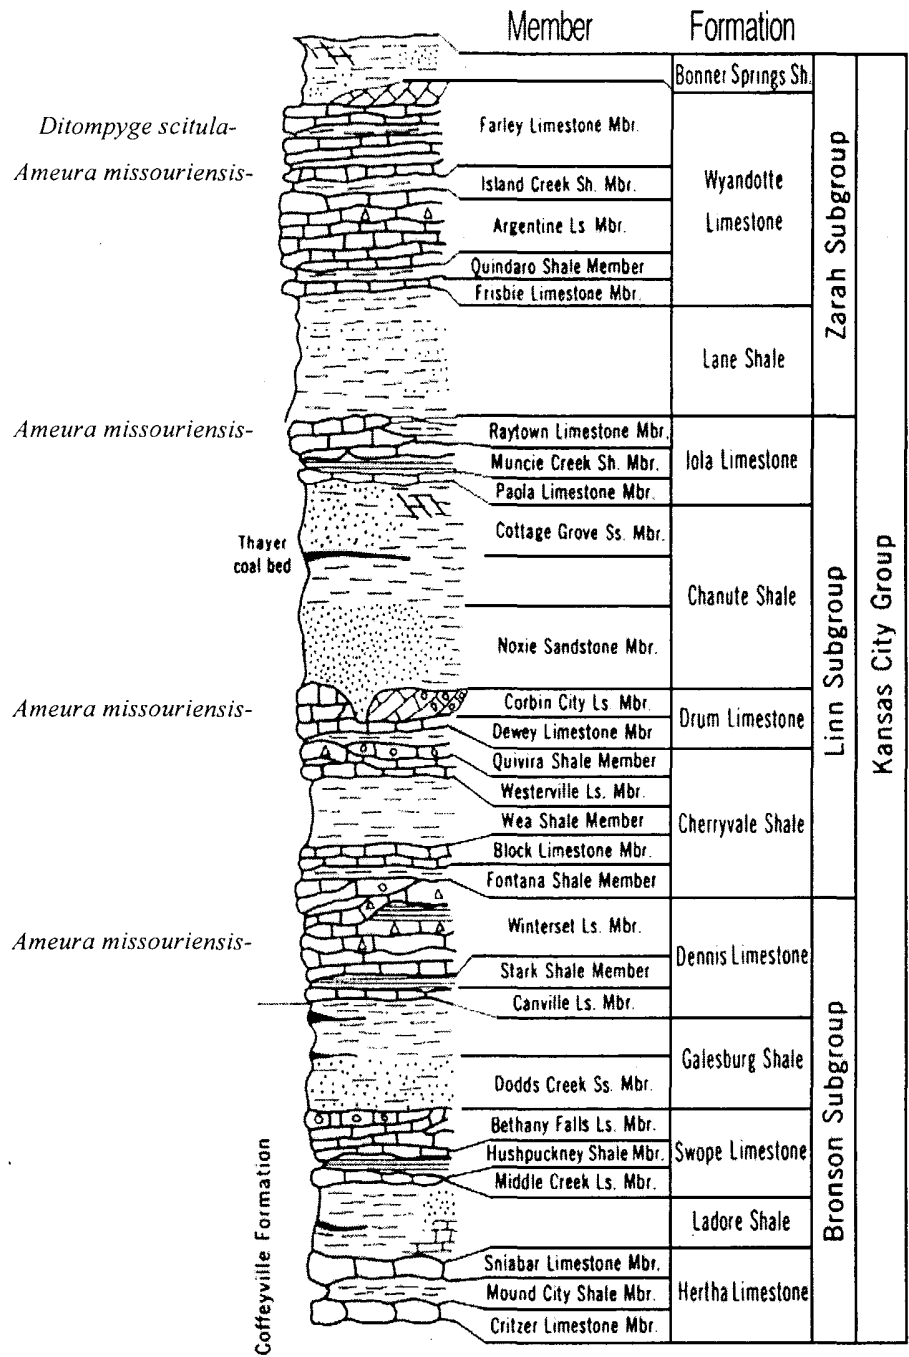 Member
Formation
Bonner Springs Sh.
Ditompyge scitula-
Farley Limestone Mbr.
Ameura missouriensis-
Island Creek Sh. Mbr.
Wyandotte
Limestone
Argentine Ls. Mbr.
Quindaro Shale Member
Frisbie Limestone Mbr.
Zarah Subgroup
Lane Shale
Ameura missouriensis-
Raytown Limestone Mbr.
Muncie Creek Sh. Mbr.
Iola Limestone
Paola Limestone Mbr.
Cottage Grove Ss. Mbr.
Thayer
coal bed
Chanute Shale
Noxie Sandstone Mbr.
Linn Subgroup
Kansas City Group
Ameura missouriensis-
Corbin City Ls. Mbr.
Drum Limestone
Dewey Limestone Mbr
Quivira Shale Member
Westerville Ls. Mbr.
Wea Shale Member
Cherryvale Shale
Block Limestone Mbr.
Fontana Shale Member
Ameura missouriensis-
Winterset Ls. Mbr.
Dennis Limestone
Stark Shale Member
Canville Ls. Mbr.
Galesburg Shale
Dodds Creek Ss. Mbr.
Bronson Subgroup
Bethany Falls Ls. Mbr.
Hushpuckney Shale Mbr.
Swope Limestone
Middle Creek Ls. Mbr.
Ladore Shale
Coffeyville Formation
Sniabar Limestone Mbr.
Mound City Shale Mbr.
Hertha Limestone
Critzer Limestone Mbr.